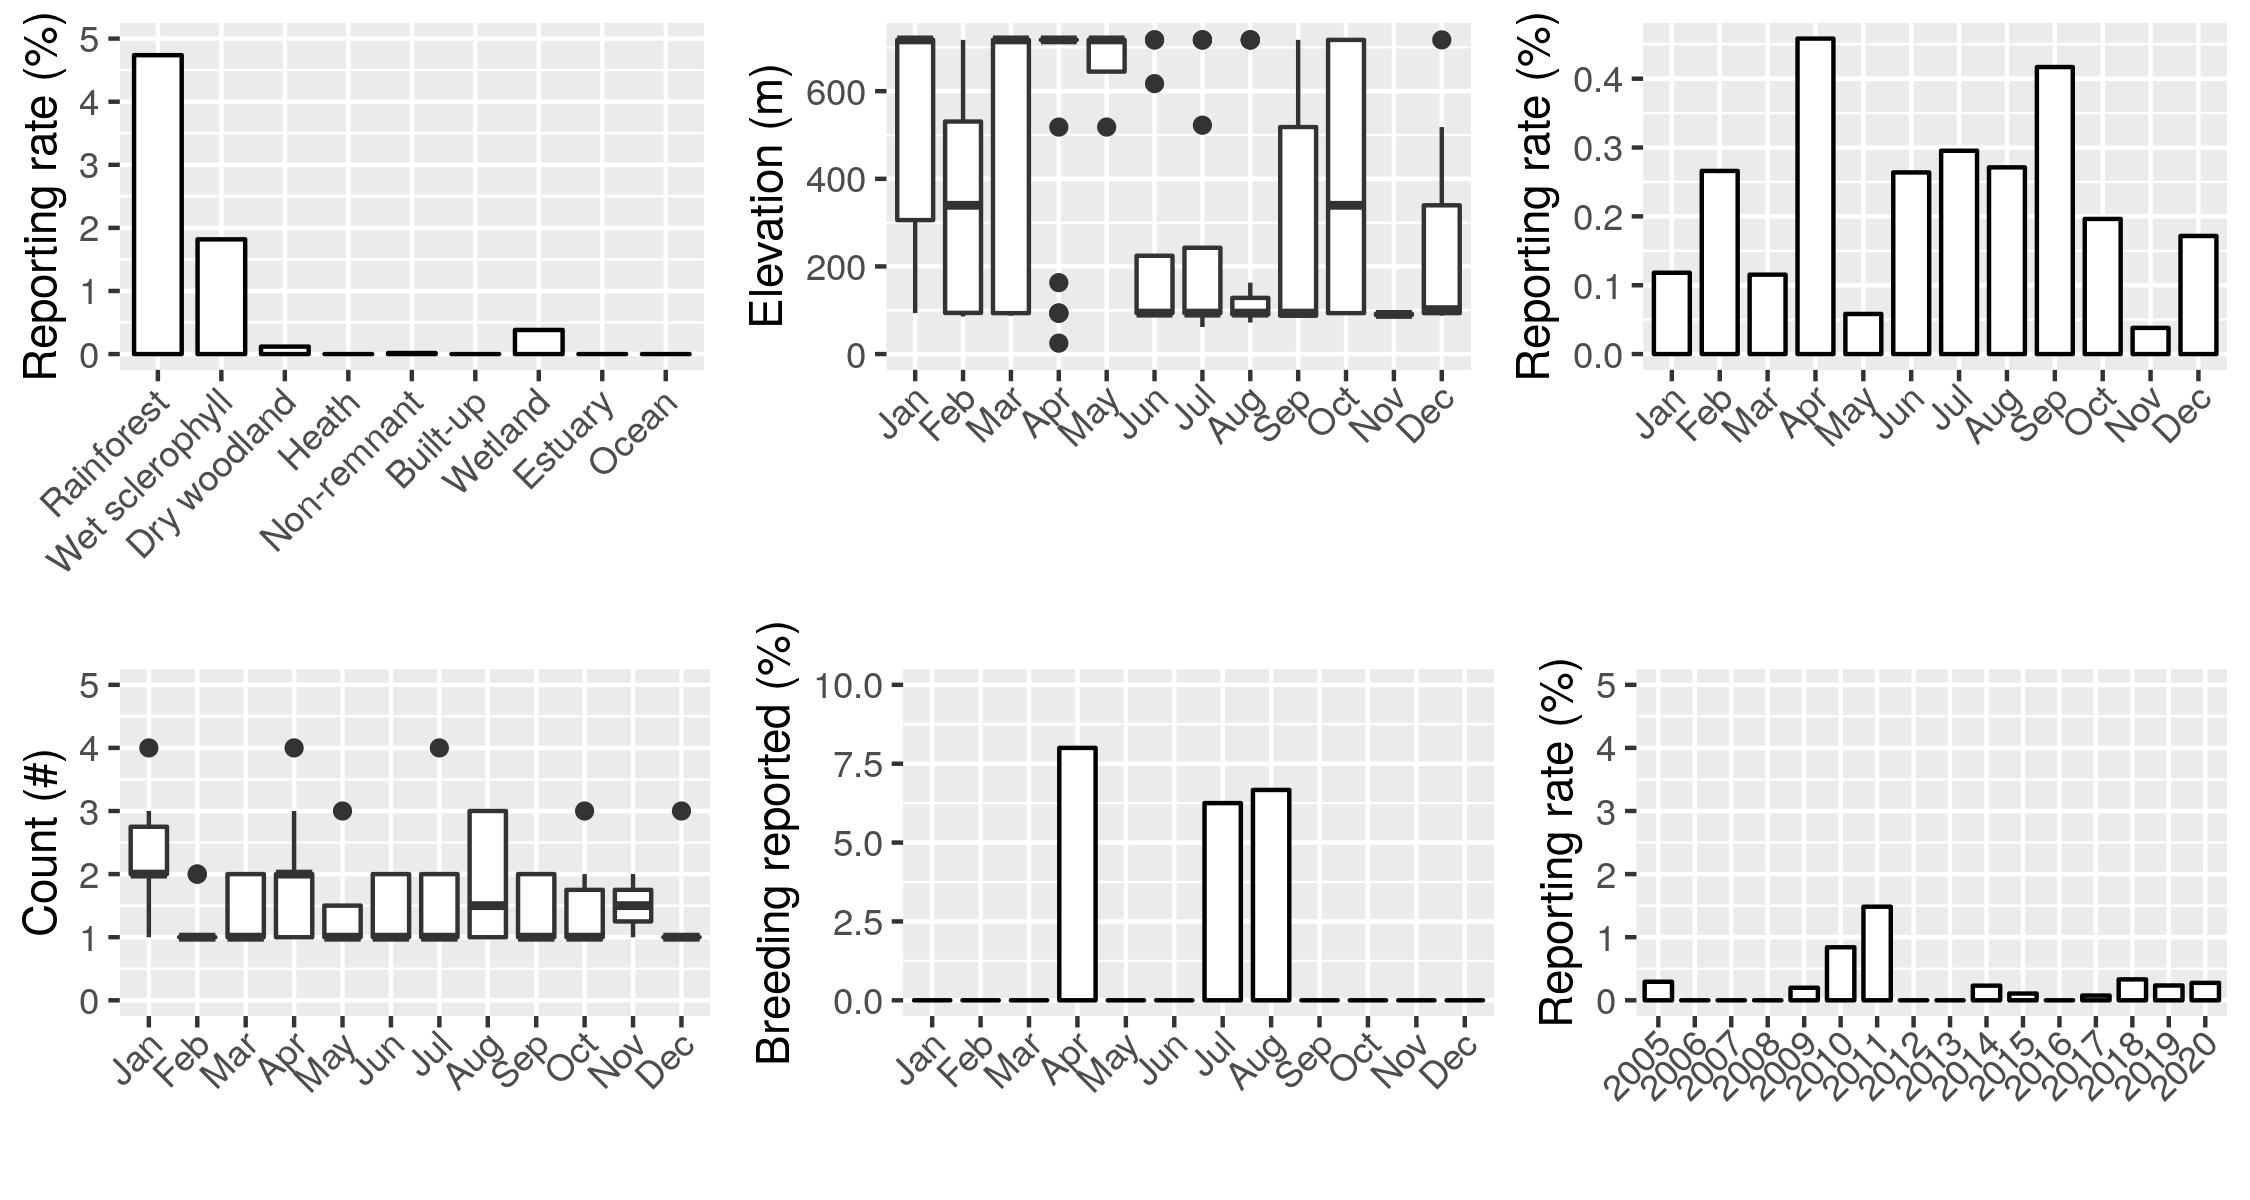 Reporting rate (%)
5
4
3
2
1
0
Rainforest
Wet sclerophyll
Dry woodland
Heath
Non-remnant
Built-up
Wetland
Estuary
Ocean
Elevation (m)
600
400
200
0
Jan
Feb
Mar
Apr
May
Jun
Jul
Aug
Sep
Oct
Nov
Dec
Reporting rate (%)
0.4
0.3
0.2
0.1
0.0
Jan
Feb
Mar
Apr
May
Jun
Jul
Aug
Sep
Oct
Nov
Dec
Count (#)
5
4
3
2
1
0
Jan
Feb
Mar
Apr
May
Jun
Jul
Aug
Sep
Oct
Nov
Dec
Breeding reported (%)
10.0
7.5
5.0
2.5
0.0
Jan
Feb
Mar
Apr
May
Jun
Jul
Aug
Sep
Oct
Nov
Dec
Reporting rate (%)
5
4
3
2
1
0
2005
2006
2007
2008
2009
2010
2011
2012
2013
2014
2015
2016
2017
2018
2019
2020